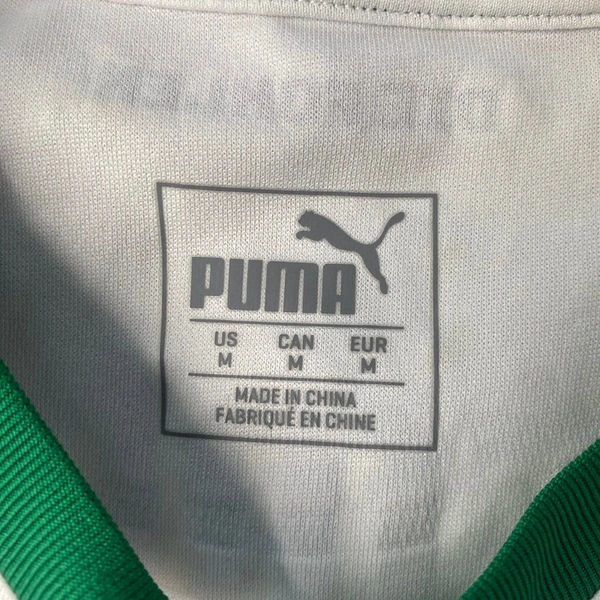 PUMA
US CAN EUR
M M M
MADE IN CHINA
FABRIQUÉ EN CHINE